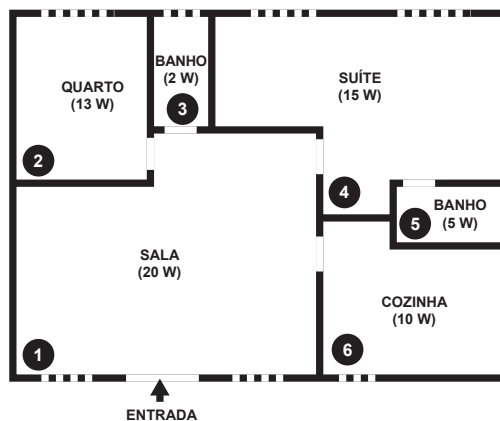 BANHO
(2 W)
3
QUARTO
(13 W)
2
SUÍTE
(15 W)
4
BANHO
(5 W)
5
SALA
(20 W)
1
COZINHA
(10 W)
6
ENTRADA